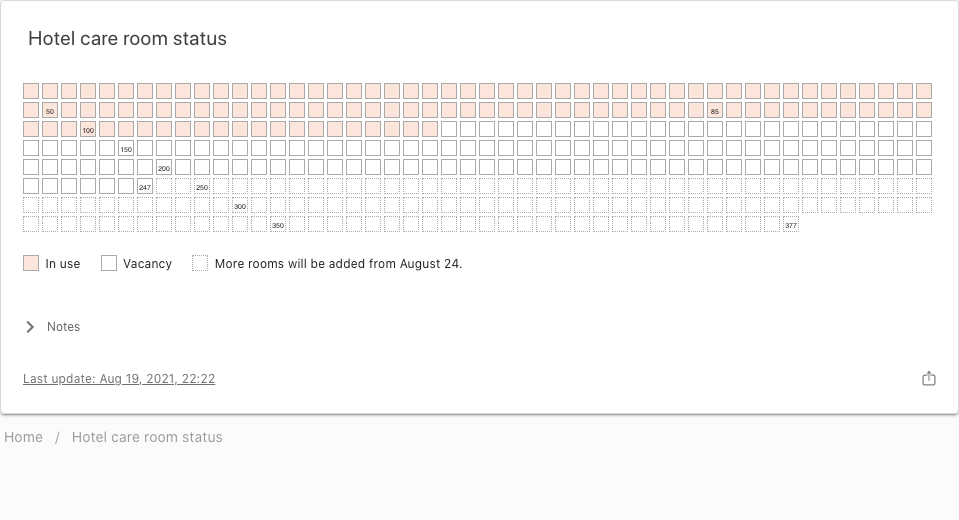 Hotel care room status
50 85
100
150
200
247 250
300
350 377
In use Vacancy More rooms will be added from August 24.
Notes
Last update: Aug 19, 2021, 22:22
Home / Hotel care room status